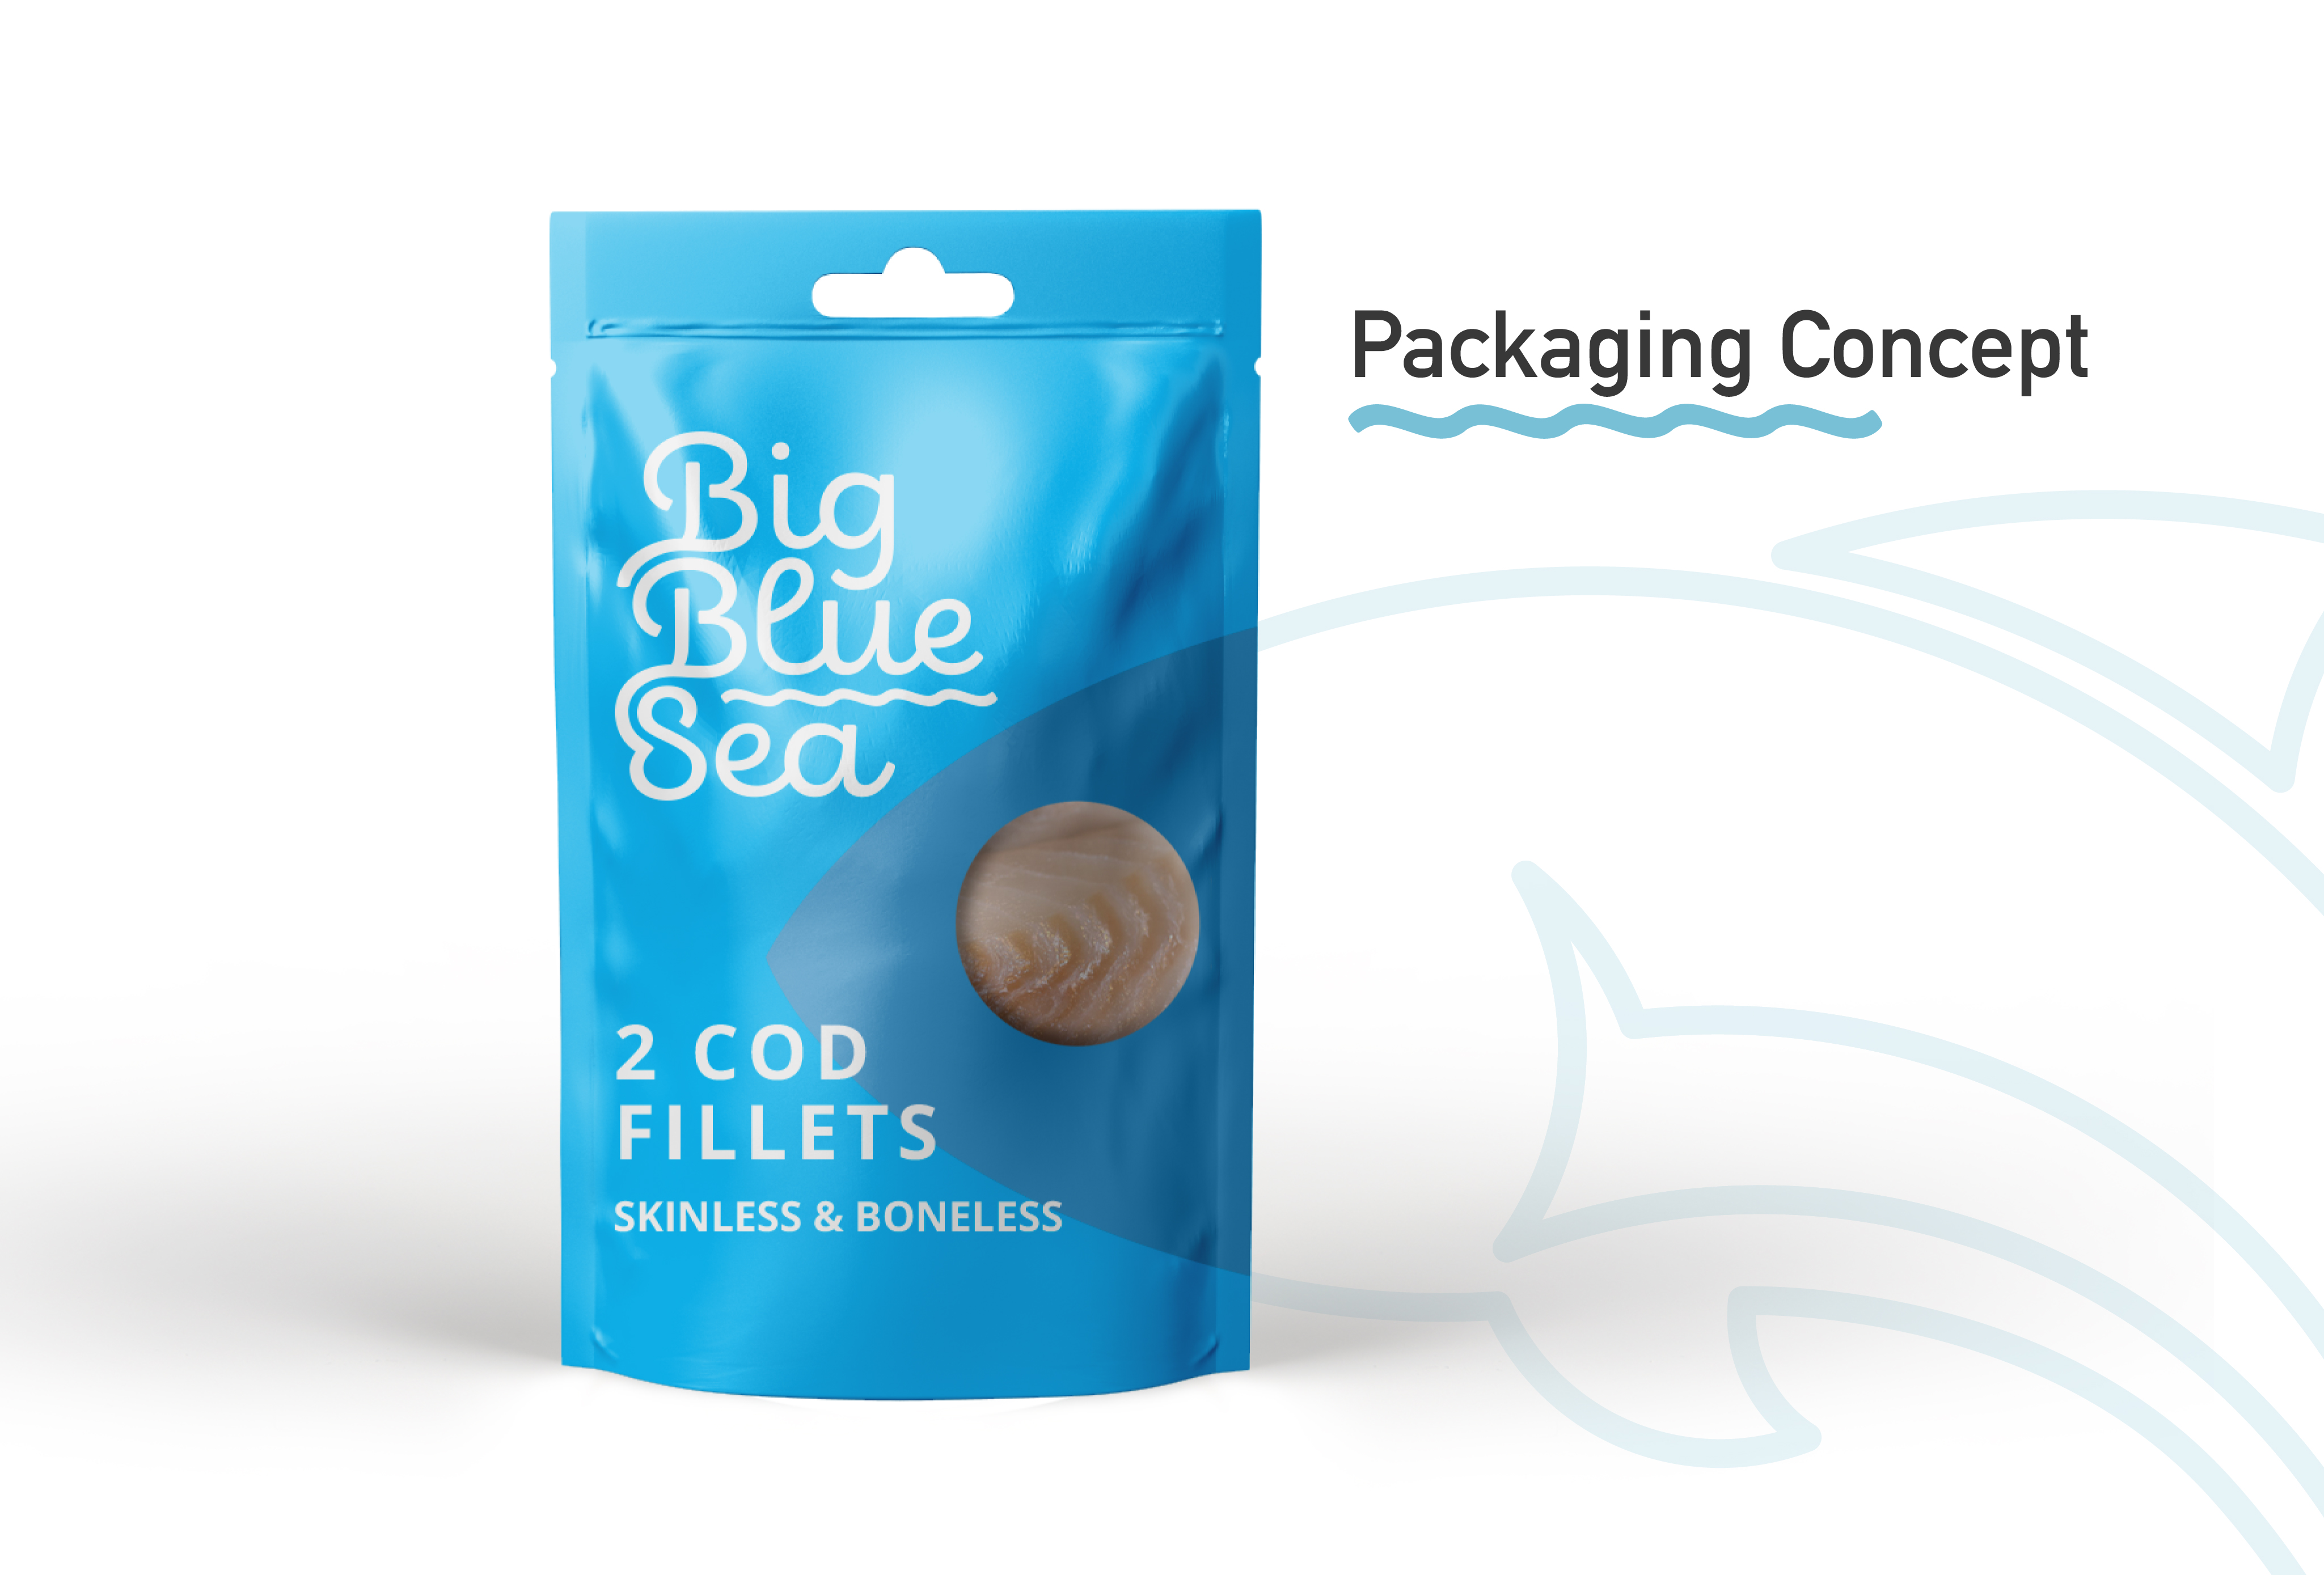 Big
Blue
Sea
2 COD
FILLETS
SKINLESS & BONELESS
Packaging Concept